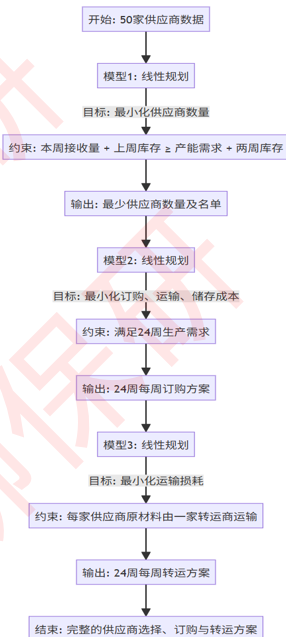 开始: 50家供应商数据
模型1: 线性规划
目标: 最小化供应商数量
约束: 本周接收量 + 上周库存 ≥ 产能需求 + 两周库存
输出: 最少供应商数量及名单
模型2: 线性规划
目标: 最小化订购、运输、储存成本
约束: 满足24周生产需求
输出: 24周每周订购方案
模型3: 线性规划
目标: 最小化运输损耗
约束: 每家供应商原材料由一家转运商运输
输出: 24周每周转运方案
结束: 完整的供应商选择、订购与转运方案
保研